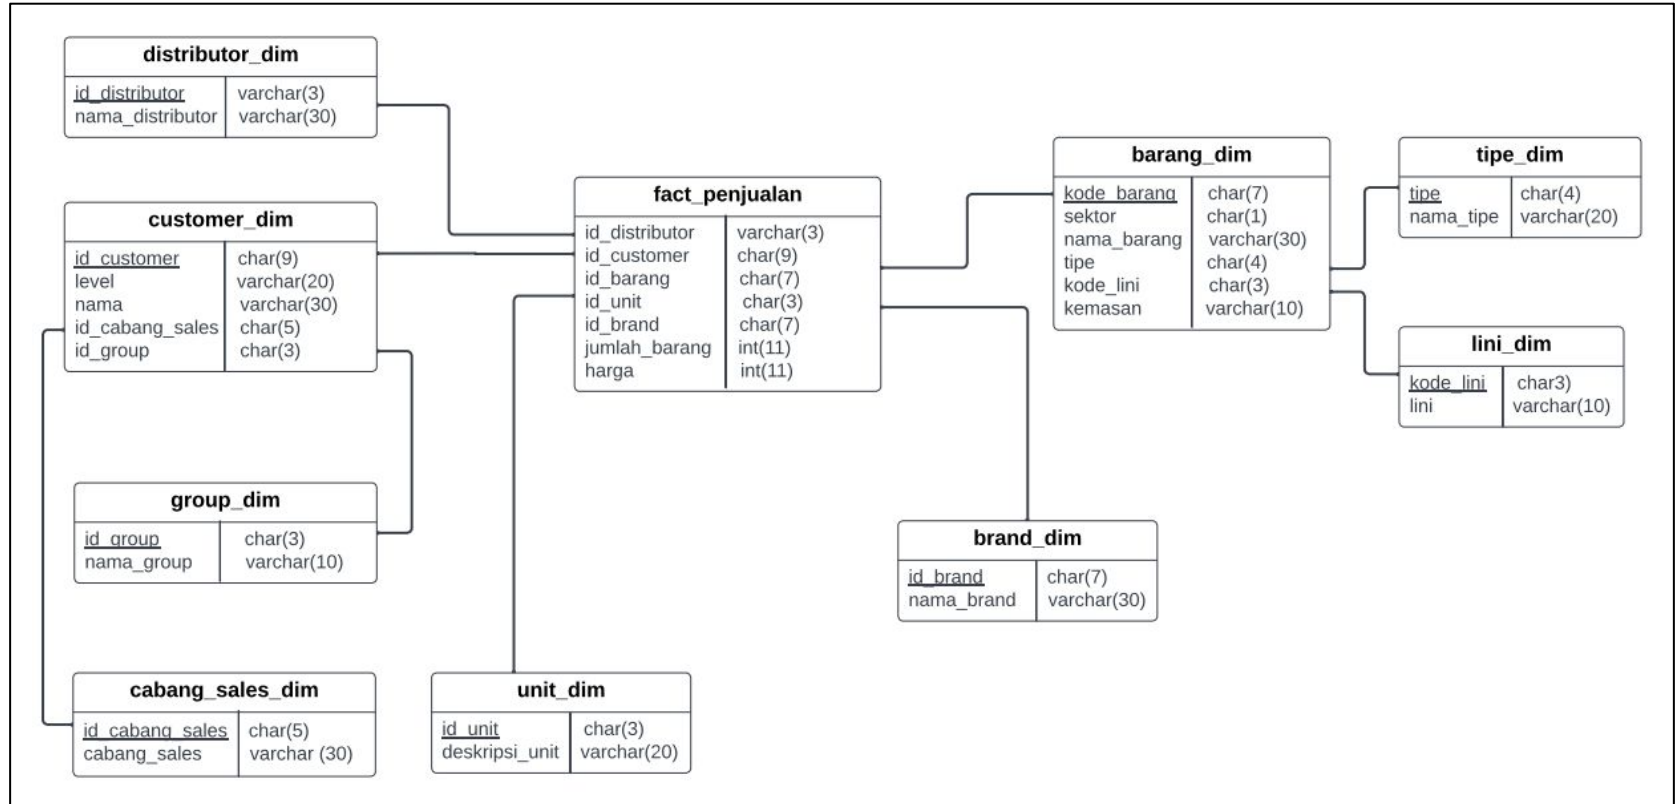 distributor_dim
id_distributor varchar(3)
nama_distributor varchar(30)
customer_dim
id_customer char(9)
level varchar(20)
nama varchar(30)
id_cabang_sales char(5)
id_group char(3)
group_dim
id_group char(3)
nama_group varchar(10)
cabang_sales_dim
id_cabang_sales char(5)
cabang_sales varchar (30)
fact_penjualan
id_distributor varchar(3)
id_customer char(9)
id_barang char(7)
id_unit char(3)
id_brand char(7)
jumlah_barang int(11)
harga int(11)
unit_dim
id_unit char(3)
deskripsi_unit varchar(20)
barang_dim
kode_barang char(7)
sektor char(1)
nama_barang varchar(30)
tipe char(4)
kode_lini char(3)
kemasan varchar(10)
brand_dim
id_brand char(7)
nama_brand varchar(30)
tipe_dim
tipe char(4)
nama_tipe varchar(20)
lini_dim
kode_lini char3)
lini varchar(10)